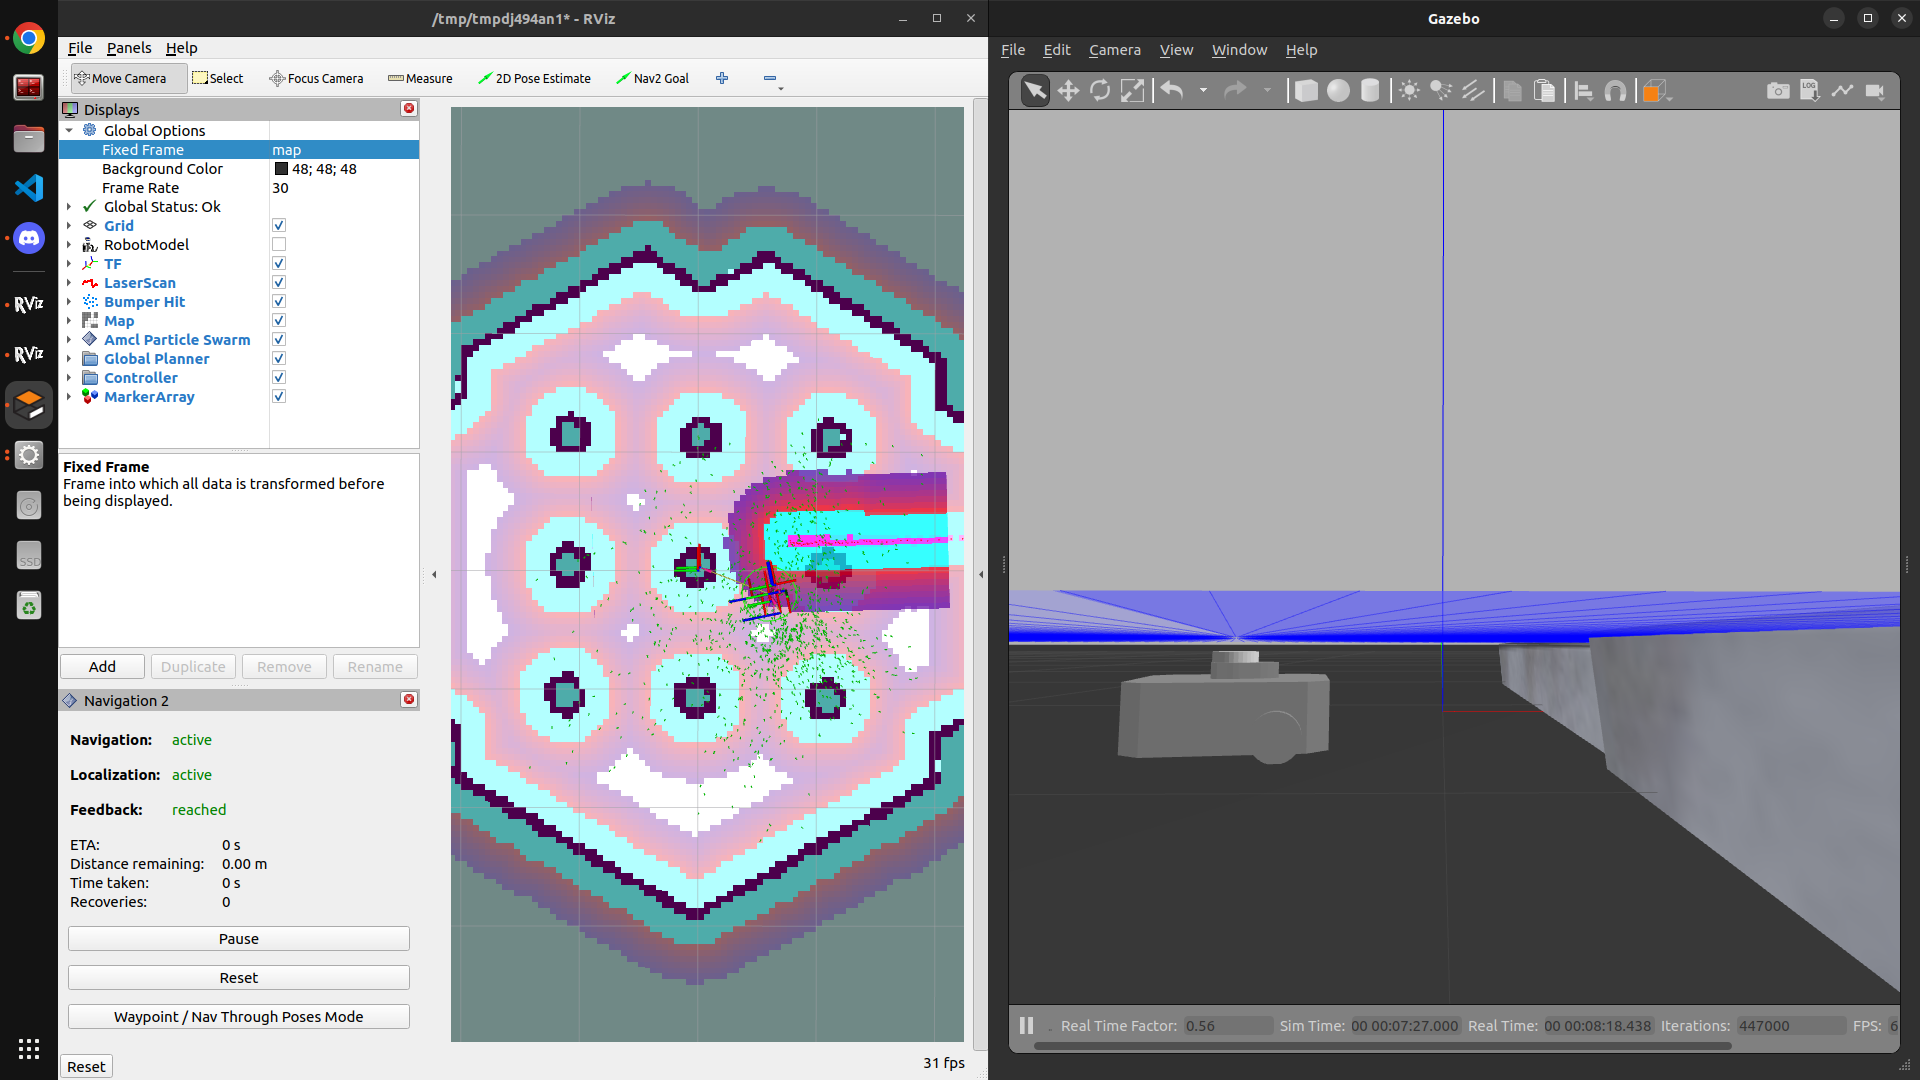 /tmp/tmpdj494an1* - RViz
File Panels Help
Move Camera Select Focus Camera Measure 2D Pose Estimate Nav2 Goal
Displays
Global Options
Fixed Frame map
Background Color 48; 48; 48
Frame Rate 30
Global Status: Ok
Grid
RobotModel
TF
LaserScan
Bumper Hit
Map
Amcl Particle Swarm
Global Planner
Controller
MarkerArray
Fixed Frame
Frame into which all data is transformed before
being displayed.
Add Duplicate Remove Rename
Navigation 2
Navigation: active
Localization: active
Feedback: reached
ETA: 0 s
Distance remaining: 0.00 m
Time taken: 0 s
Recoveries: 0
Pause
Reset
Waypoint / Nav Through Poses Mode
Reset
31 fps
RViz
RViz
SSD
Gazebo
File Edit Camera View Window Help
LOG
Real Time Factor: 0.56 Sim Time: 00 00:07:27.000 Real Time: 00 00:08:18.438 Iterations: 447000 FPS: 6